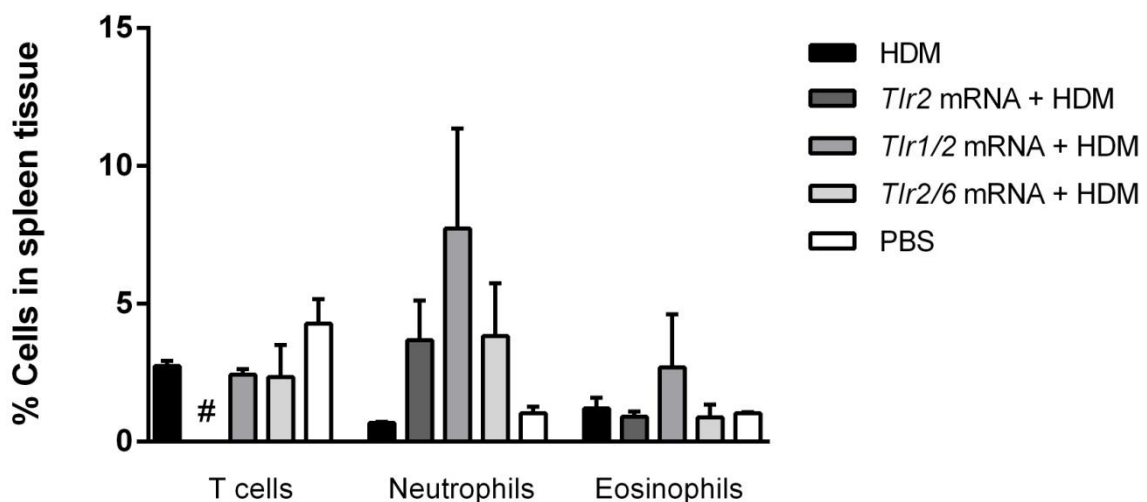 % Cells in spleen tissue
15
10
5
0
#
T cells
Neutrophils
Eosinophils
HDM
Tlr2 mRNA + HDM
Tlr1/2 mRNA + HDM
Tlr2/6 mRNA + HDM
PBS